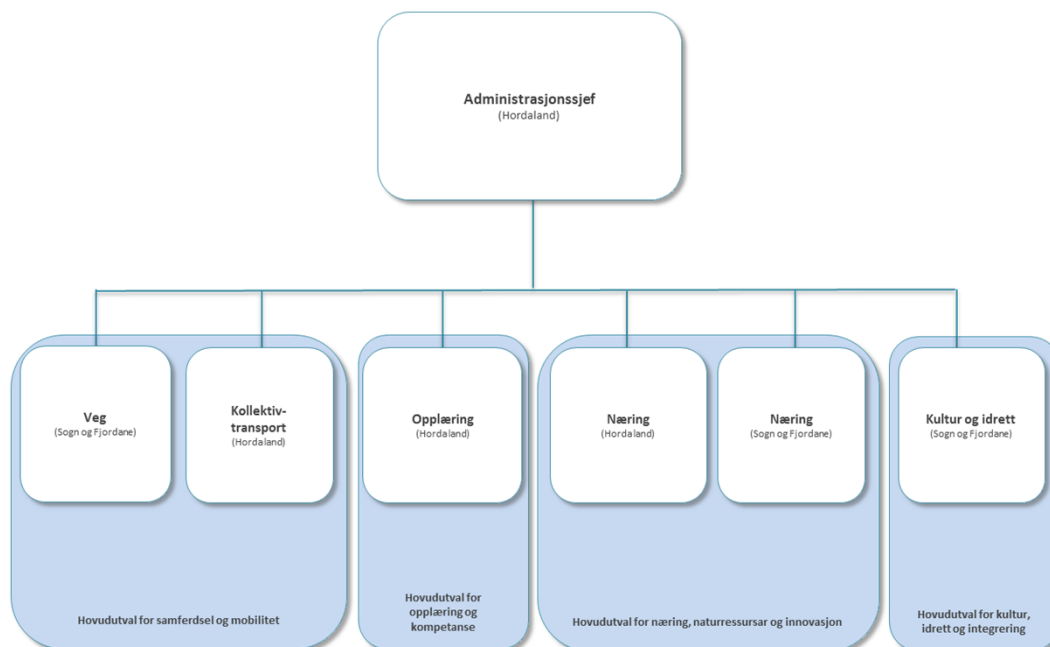 Administrasjonssjef
(Hordaland)
Veg
(Sogn og Fjordane)
Kollektiv-
transport
(Hordaland)
Opplæring
(Hordaland)
Næring
(Hordaland)
Næring
(Sogn og Fjordane)
Kultur og idrett
(Sogn og Fjordane)
Hovudutval for samferdsel og mobilitet
Hovudutval for
opplæring og
kompetanse
Hovudutval for næring, naturressursar og innovasjon
Hovudutval for kultur,
idrett og integrering